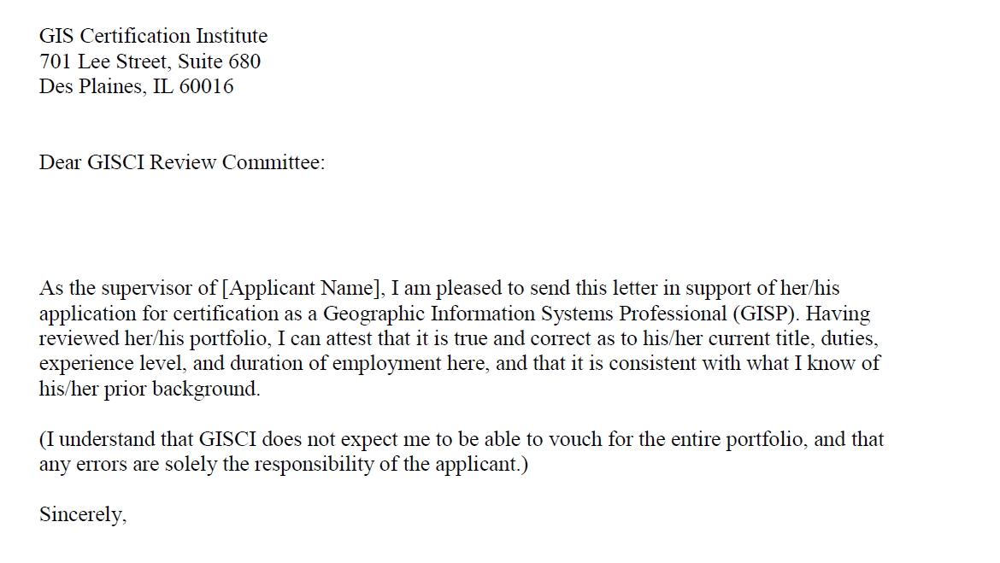 GIS Certification Institute
701 Lee Street, Suite 680
Des Plaines, IL 60016
Dear GISCI Review Committee:
As the supervisor of [Applicant Name], I am pleased to send this letter in support of her/his
application for certification as a Geographic Information Systems Professional (GISP). Having
reviewed her/his portfolio, I can attest that it is true and correct as to his/her current title, duties,
experience level, and duration of employment here, and that it is consistent with what I know of
his/her prior background.
(I understand that GISCI does not expect me to be able to vouch for the entire portfolio, and that
any errors are solely the responsibility of the applicant.)
Sincerely,